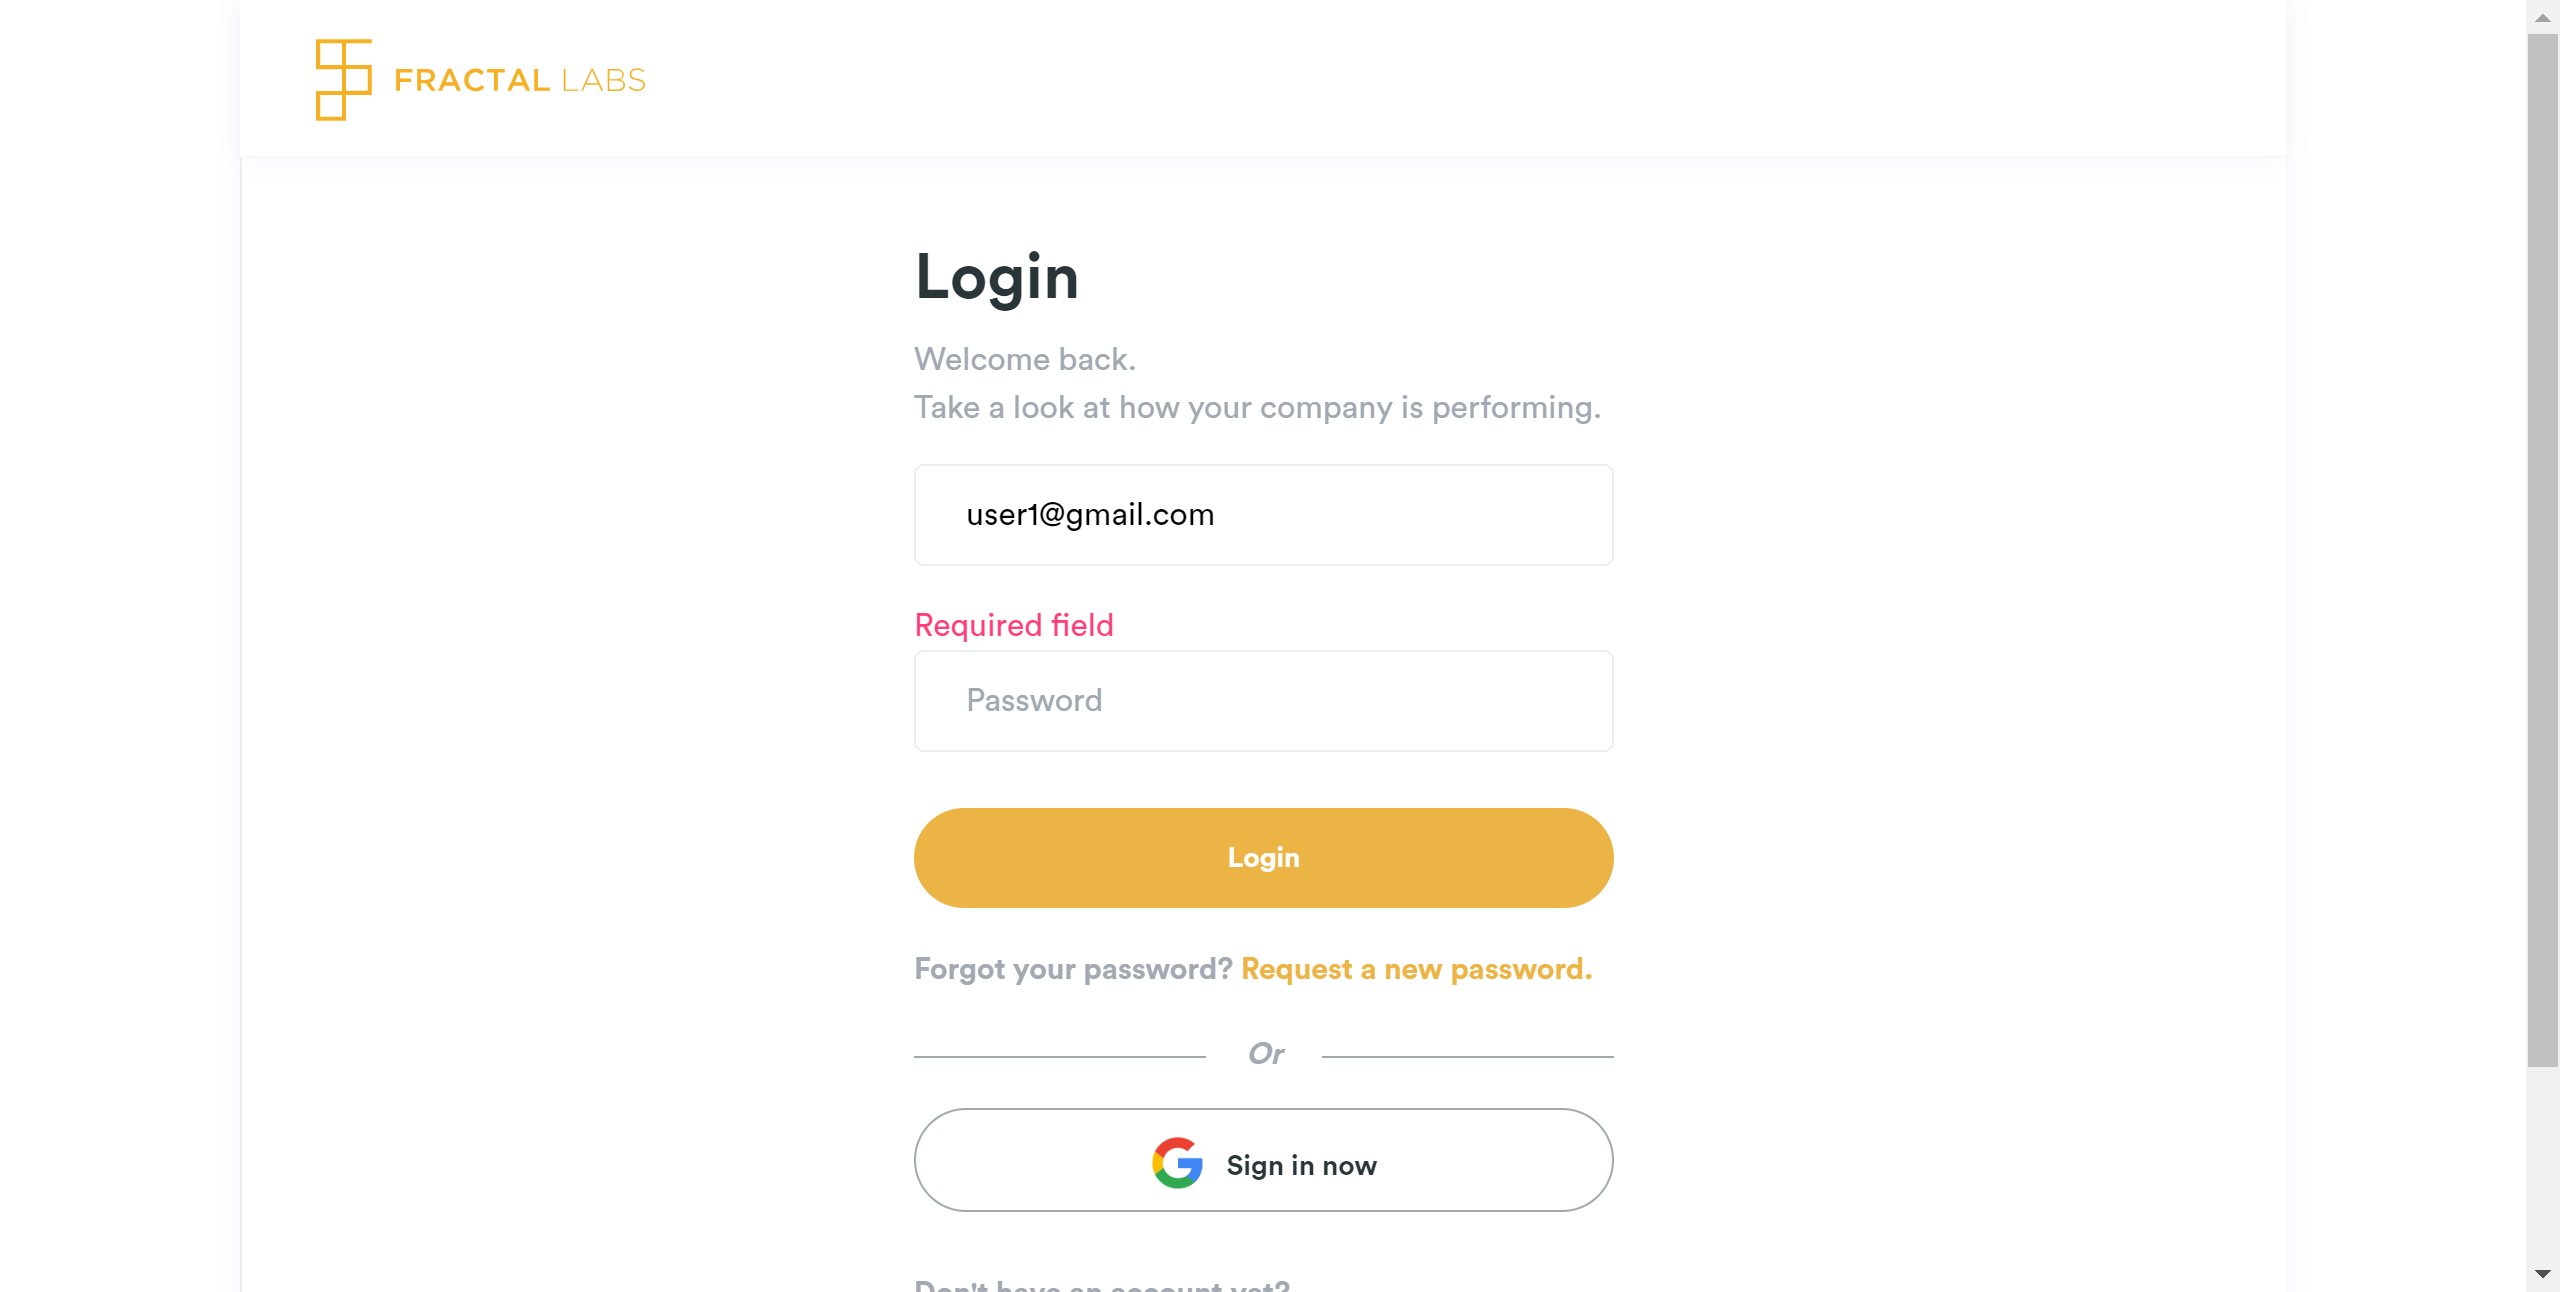 FRACTAL LABS
Login
Welcome back.
Take a look at how your company is performing.
user1@gmail.com
Required field
Password
Login
Forgot your password? Request a new password.
Or
Sign in now
Don't have an account yet?